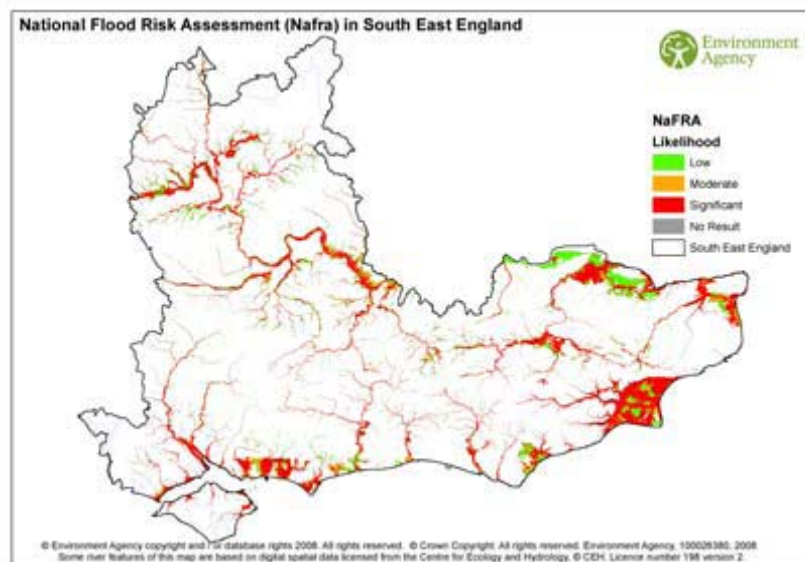 National Flood Risk Assessment (Nafra) in South East England
Environment
Agency
NaFRA
Likelihood
Low
Moderate
Significant
No Result
South East England
© Environment Agency copyright and / or database rights 2008. All rights reserved. © Crown Copyright. All rights reserved. Environment Agency, 100026380, 2008
Some river features of this map are based on digital spatial data licensed from the Centre for Ecology and Hydrology, © CEH. Licence number 198 version 2.